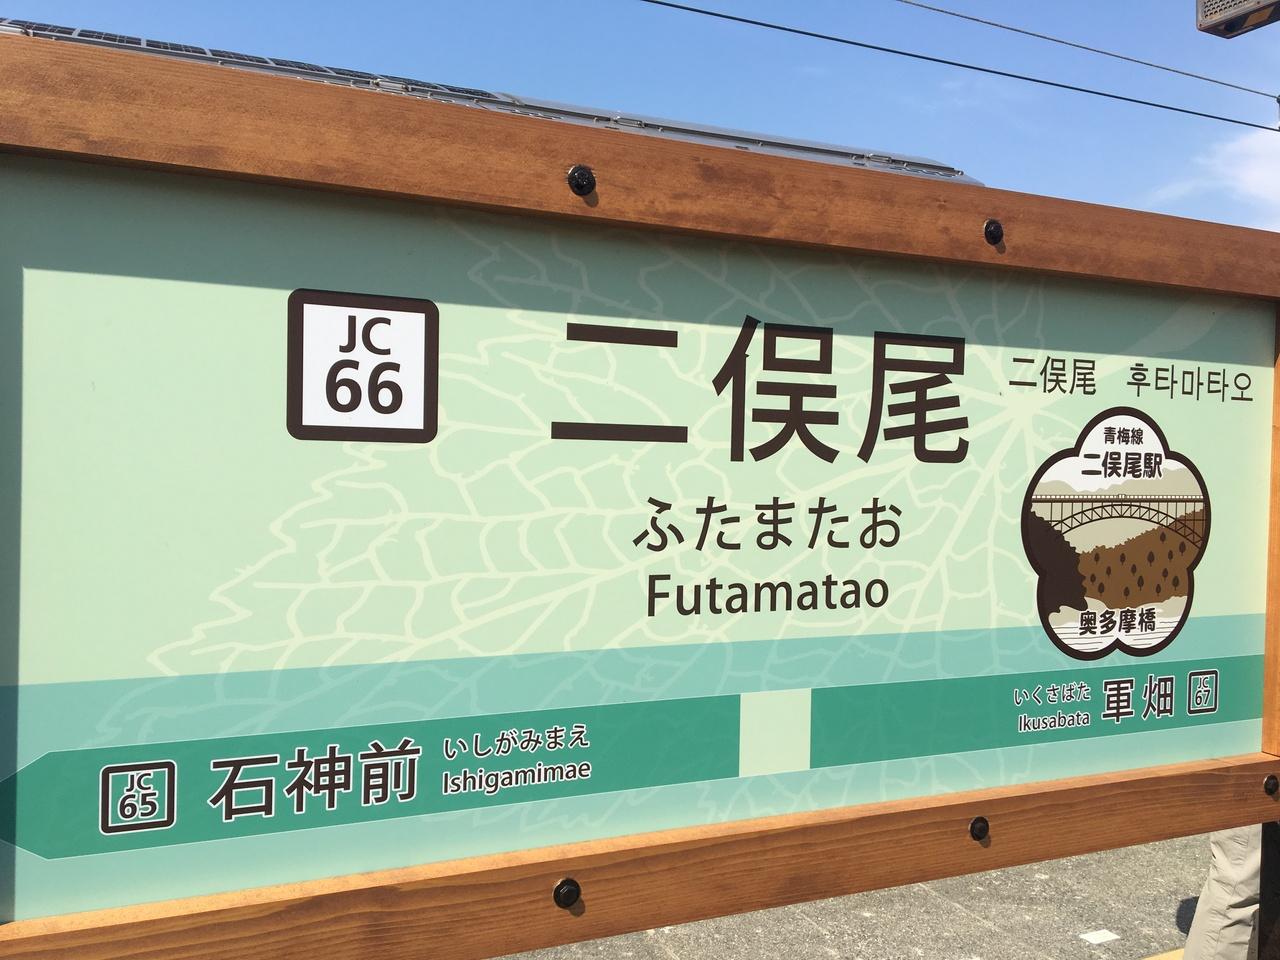 JC
66
二俣尾
二俣尾 후타마타오
ふたまたお
Futamatao
青梅線
二俣尾駅
奥多摩橋
JC
65
石神前
いしがみまえ
Ishigamimae
いくさばた
Ikusabata
軍畑
JC
67